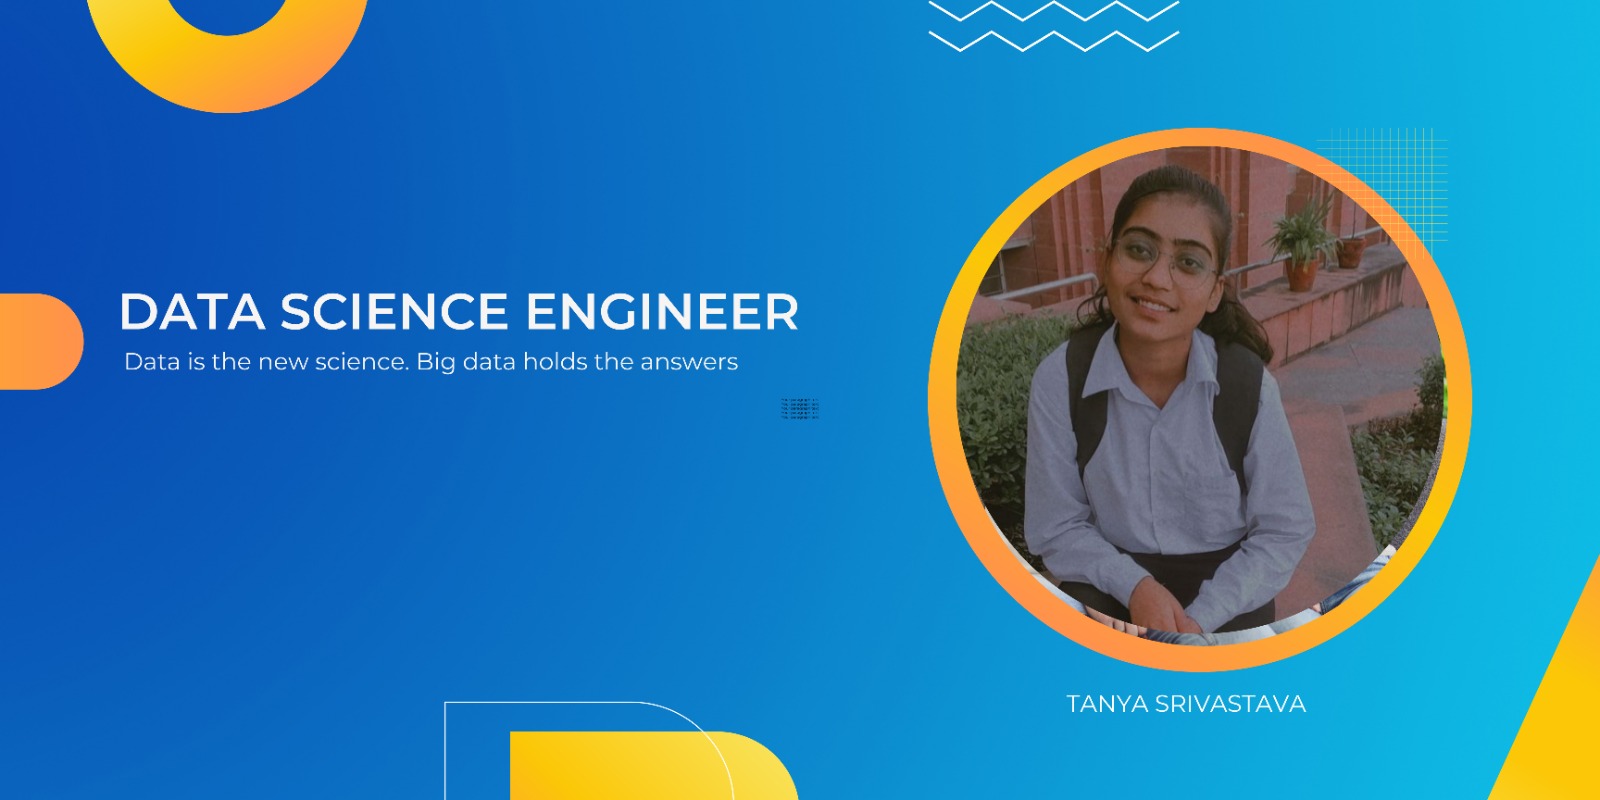 DATA SCIENCE ENGINEER
Data is the new science. Big data holds the answers
TANYA SRIVASTAVA